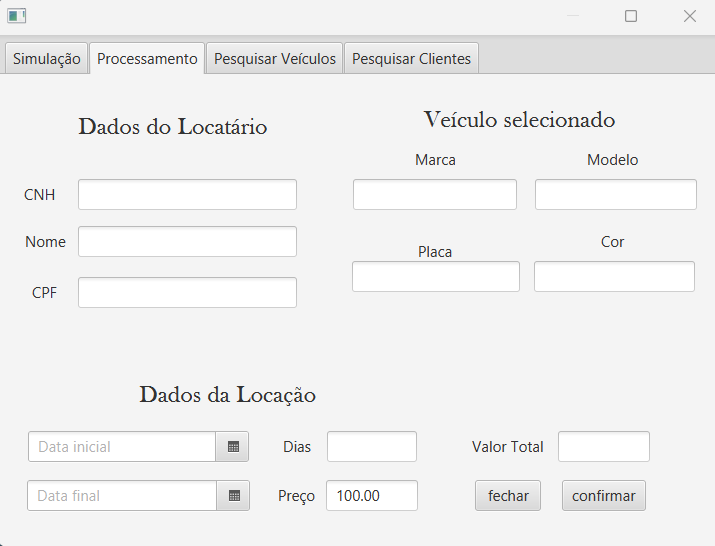 Simulação Processamento Pesquisar Veículos Pesquisar Clientes
Dados do Locatário
CNH
Nome
CPF
Veículo selecionado
Marca Modelo
Placa Cor
Dados da Locação
Data inicial Dias Valor Total
Data final Preço 100.00 fechar confirmar